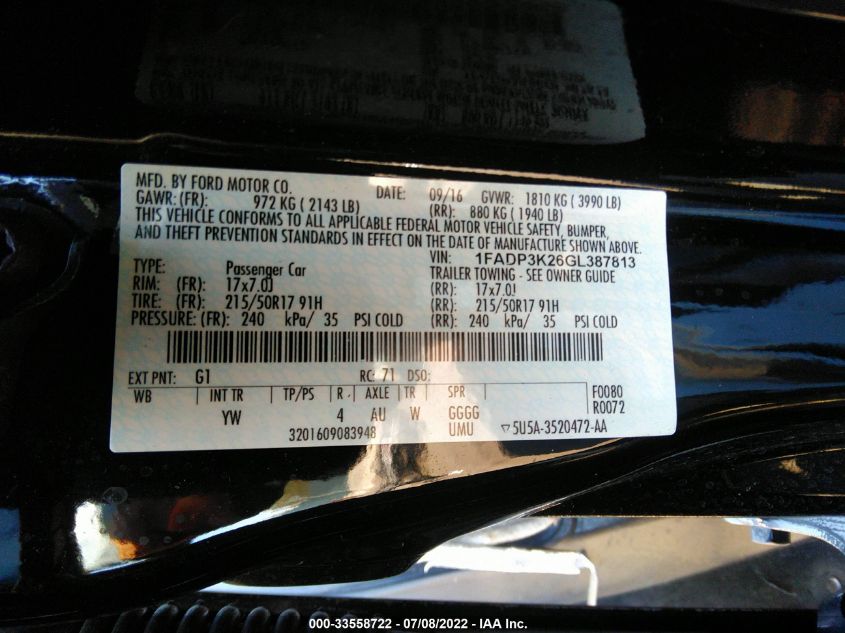 MFD. BY FORD MOTOR CO. DATE: 09/16 GVWR: 1810 KG ( 3990 LB)
GAWR: (FR): 972 KG ( 2143 LB) (RR): 880 KG ( 1940 LB)
THIS VEHICLE CONFORMS TO ALL APPLICABLE FEDERAL MOTOR VEHICLE SAFETY, BUMPER,
AND THEFT PREVENTION STANDARDS IN EFFECT ON THE DATE OF MANUFACTURE SHOWN ABOVE.
VIN: 1FADP3K26GL387813
TYPE: Passenger Car TRAILER TOWING - SEE OWNER GUIDE
RIM: (FR): 17x7.0J (RR): 17x7.0J
TIRE: (FR): 215/50R17 91H (RR): 215/50R17 91H
PRESSURE: (FR): 240 kPa/ 35 PSI COLD (RR): 240 kPa/ 35 PSI COLD
EXT PNT: G1 RC: 71 DSO:
WB INT TR TP/PS R AXLE TR SPR F0080
YW 4 AU W GGGG R0072
3201609083948 UMU ▽5U5A-3520472-AA
000-33558722 - 07/08/2022 - IAA Inc.